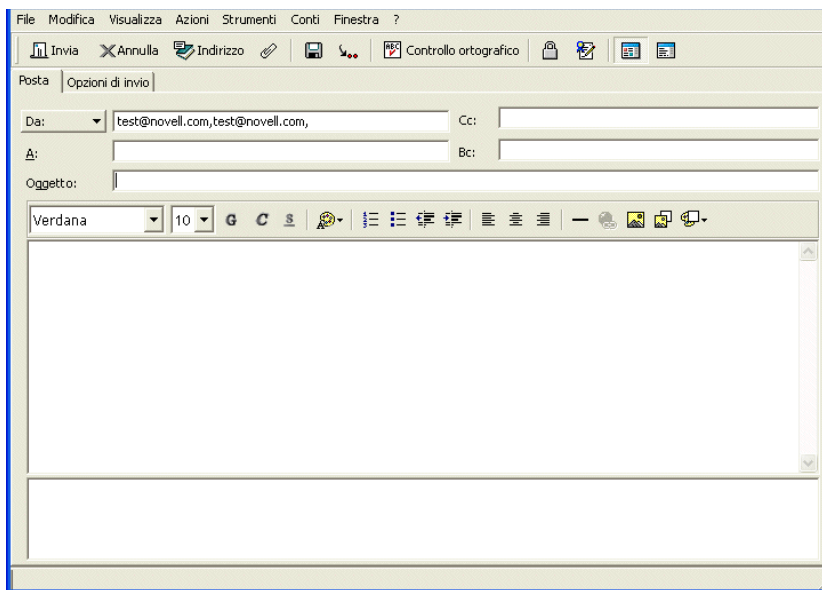 File Modifica Visualizza Azioni Strumenti Conti Finestra ?
Invia Annulla Indirizzo Controllo ortografico
Posta Opzioni di invio
Da: test@novell.com,test@novell.com, Cc:
A: Bc:
Oggetto:
Verdana 10 G C S